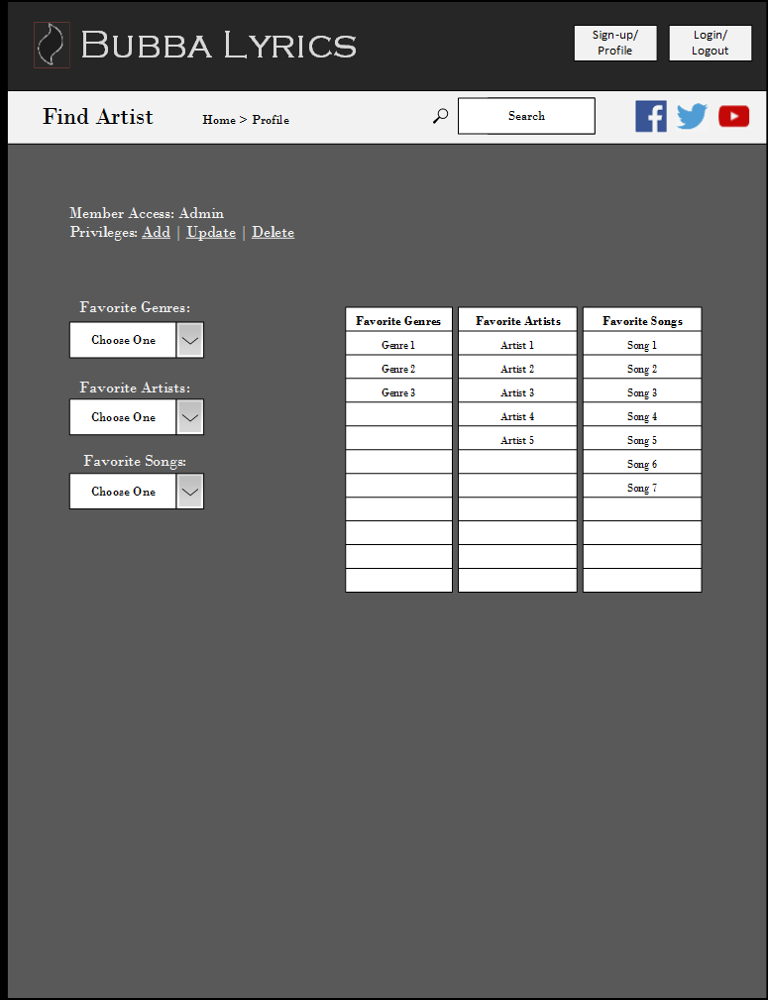 BUBBA LYRICS
Sign-up/
Profile
Login/
Logout
Find Artist
Home > Profile
Search
Member Access: Admin
Privileges: Add | Update | Delete
Favorite Genres:
Choose One
Favorite Artists:
Choose One
Favorite Songs:
Choose One
Favorite Genres Favorite Artists Favorite Songs
Genre 1 Artist 1 Song 1
Genre 2 Artist 2 Song 2
Genre 3 Artist 3 Song 3
Artist 4 Song 4
Artist 5 Song 5
Song 6
Song 7